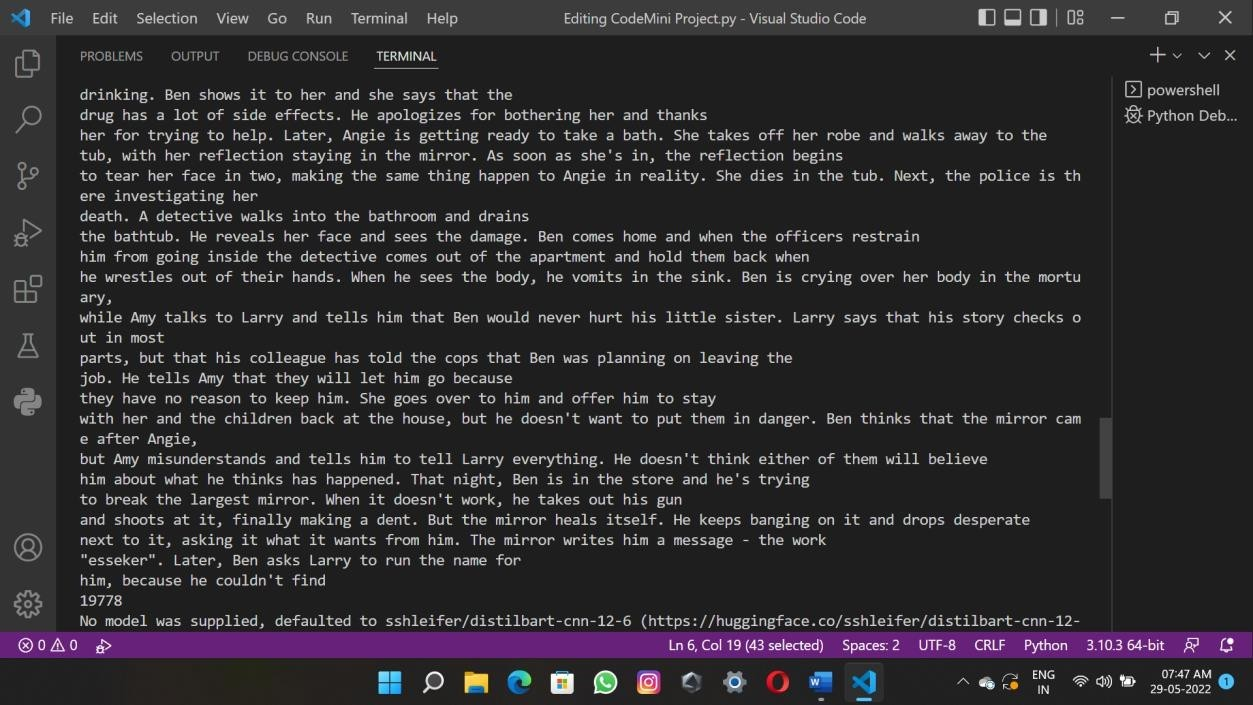 File Edit Selection View Go Run Terminal Help Editing CodeMini Project.py - Visual Studio Code
PROBLEMS OUTPUT DEBUG CONSOLE TERMINAL
powershell
Python Deb...
drinking. Ben shows it to her and she says that the
drug has a lot of side effects. He apologizes for bothering her and thanks
her for trying to help. Later, Angie is getting ready to take a bath. She takes off her robe and walks away to the
tub, with her reflection staying in the mirror. As soon as she's in, the reflection begins
to tear her face in two, making the same thing happen to Angie in reality. She dies in the tub. Next, the police is th
ere investigating her
death. A detective walks into the bathroom and drains
the bathtub. He reveals her face and sees the damage. Ben comes home and when the officers restrain
him from going inside the detective comes out of the apartment and hold them back when
he wrestles out of their hands. When he sees the body, he vomits in the sink. Ben is crying over her body in the mortu
ary,
while Amy talks to Larry and tells him that Ben would never hurt his little sister. Larry says that his story checks o
ut in most
parts, but that his colleague has told the cops that Ben was planning on leaving the
job. He tells Amy that they will let him go because
they have no reason to keep him. She goes over to him and offer him to stay
with her and the children back at the house, but he doesn't want to put them in danger. Ben thinks that the mirror cam
e after Angie,
but Amy misunderstands and tells him to tell Larry everything. He doesn't think either of them will believe
him about what he thinks has happened. That night, Ben is in the store and he's trying
to break the largest mirror. When it doesn't work, he takes out his gun
and shoots at it, finally making a dent. But the mirror heals itself. He keeps banging on it and drops desperate
next to it, asking it what it wants from him. The mirror writes him a message - the work
"esseker". Later, Ben asks Larry to run the name for
him, because he couldn't find
19778
No model was supplied, defaulted to sshleifer/distilbart-cnn-12-6 (https://huggingface.co/sshleifer/distilbart-cnn-12-
0 0 Ln 6, Col 19 (43 selected) Spaces: 2 UTF-8 CRLF Python 3.10.3 64-bit
ENG 07:47 AM
IN 29-05-2022 1